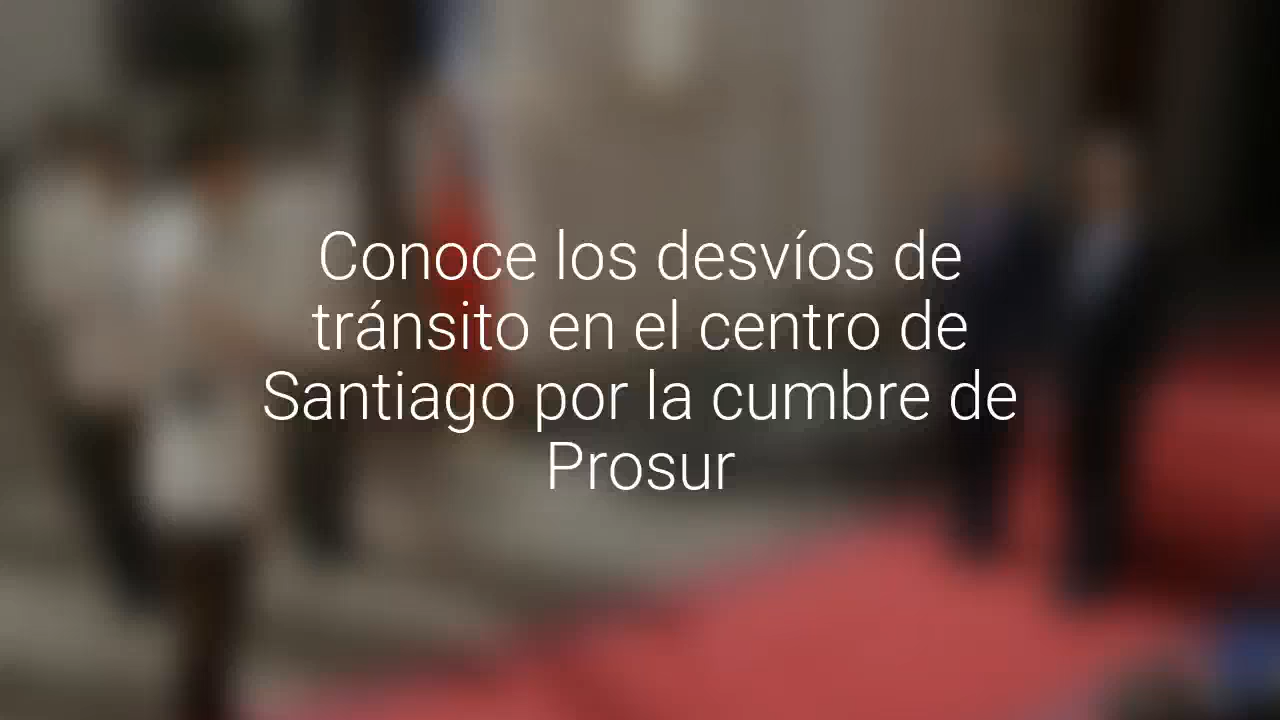 Conoce los desvíos de
tránsito en el centro de
Santiago por la cumbre de
Prosur